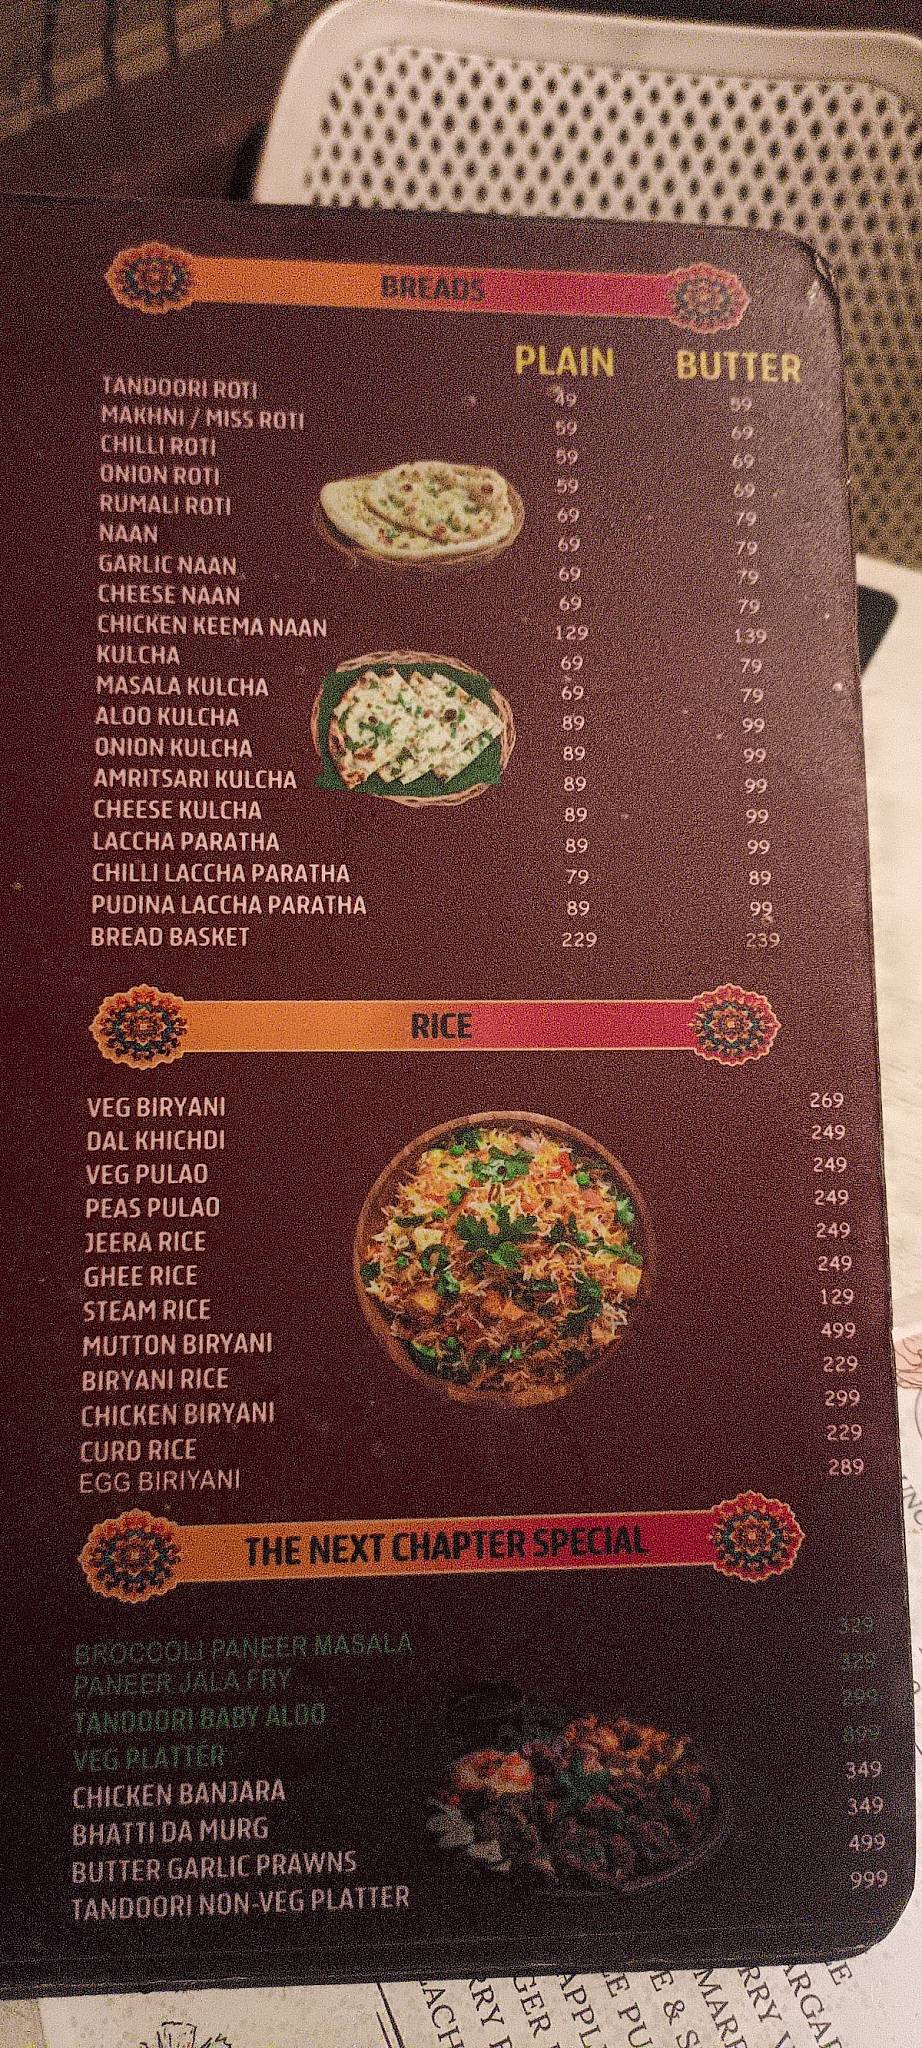 BREADS
PLAIN BUTTER
TANDOORI ROTI 49 59
MAKHNI / MISS ROTI 59 69
CHILLI ROTI 59 69
ONION ROTI 59 69
RUMALI ROTI 69 79
NAAN 69 79
GARLIC NAAN 69 79
CHEESE NAAN 69 79
CHICKEN KEEMA NAAN 129 139
KULCHA 69 79
MASALA KULCHA 69 79
ALOO KULCHA 89 99
ONION KULCHA 89 99
AMRITSARI KULCHA 89 99
CHEESE KULCHA 89 99
LACCHA PARATHA 89 99
CHILLI LACCHA PARATHA 79 89
PUDINA LACCHA PARATHA 89 99
BREAD BASKET 229 239
RICE
VEG BIRYANI 269
DAL KHICHDI 249
VEG PULAO 249
PEAS PULAO 249
JEERA RICE 249
GHEE RICE 249
STEAM RICE 129
MUTTON BIRYANI 499
BIRYANI RICE 229
CHICKEN BIRYANI 299
CURD RICE 229
EGG BIRIYANI 289
THE NEXT CHAPTER SPECIAL
BROCCOLI PANEER MASALA 329
PANEER JALA FRY 329
TANDOORI BABY ALOO 299
VEG PLATTER 899
CHICKEN BANJARA 349
BHATTI DA MURG 349
BUTTER GARLIC PRAWNS 499
TANDOORI NON-VEG PLATTER 999